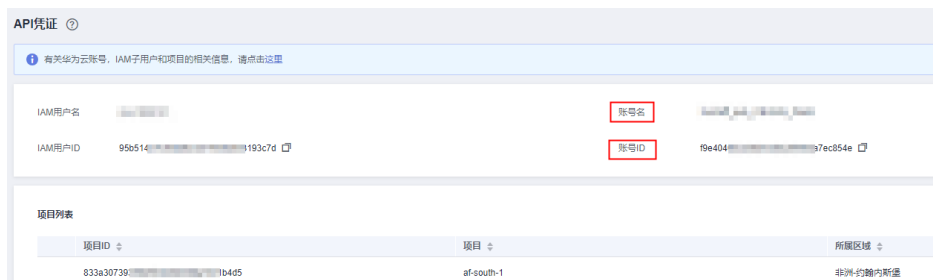 API凭证
有关华为云账号，IAM子用户和项目的相关信息，请点击这里
IAM用户名 账号名
IAM用户ID 95b514 193c7d 账号ID f9e404 a7ec854e
项目列表
项目ID 项目 所属区域
833a30739 1b4d5 af-south-1 非洲-约翰内斯堡